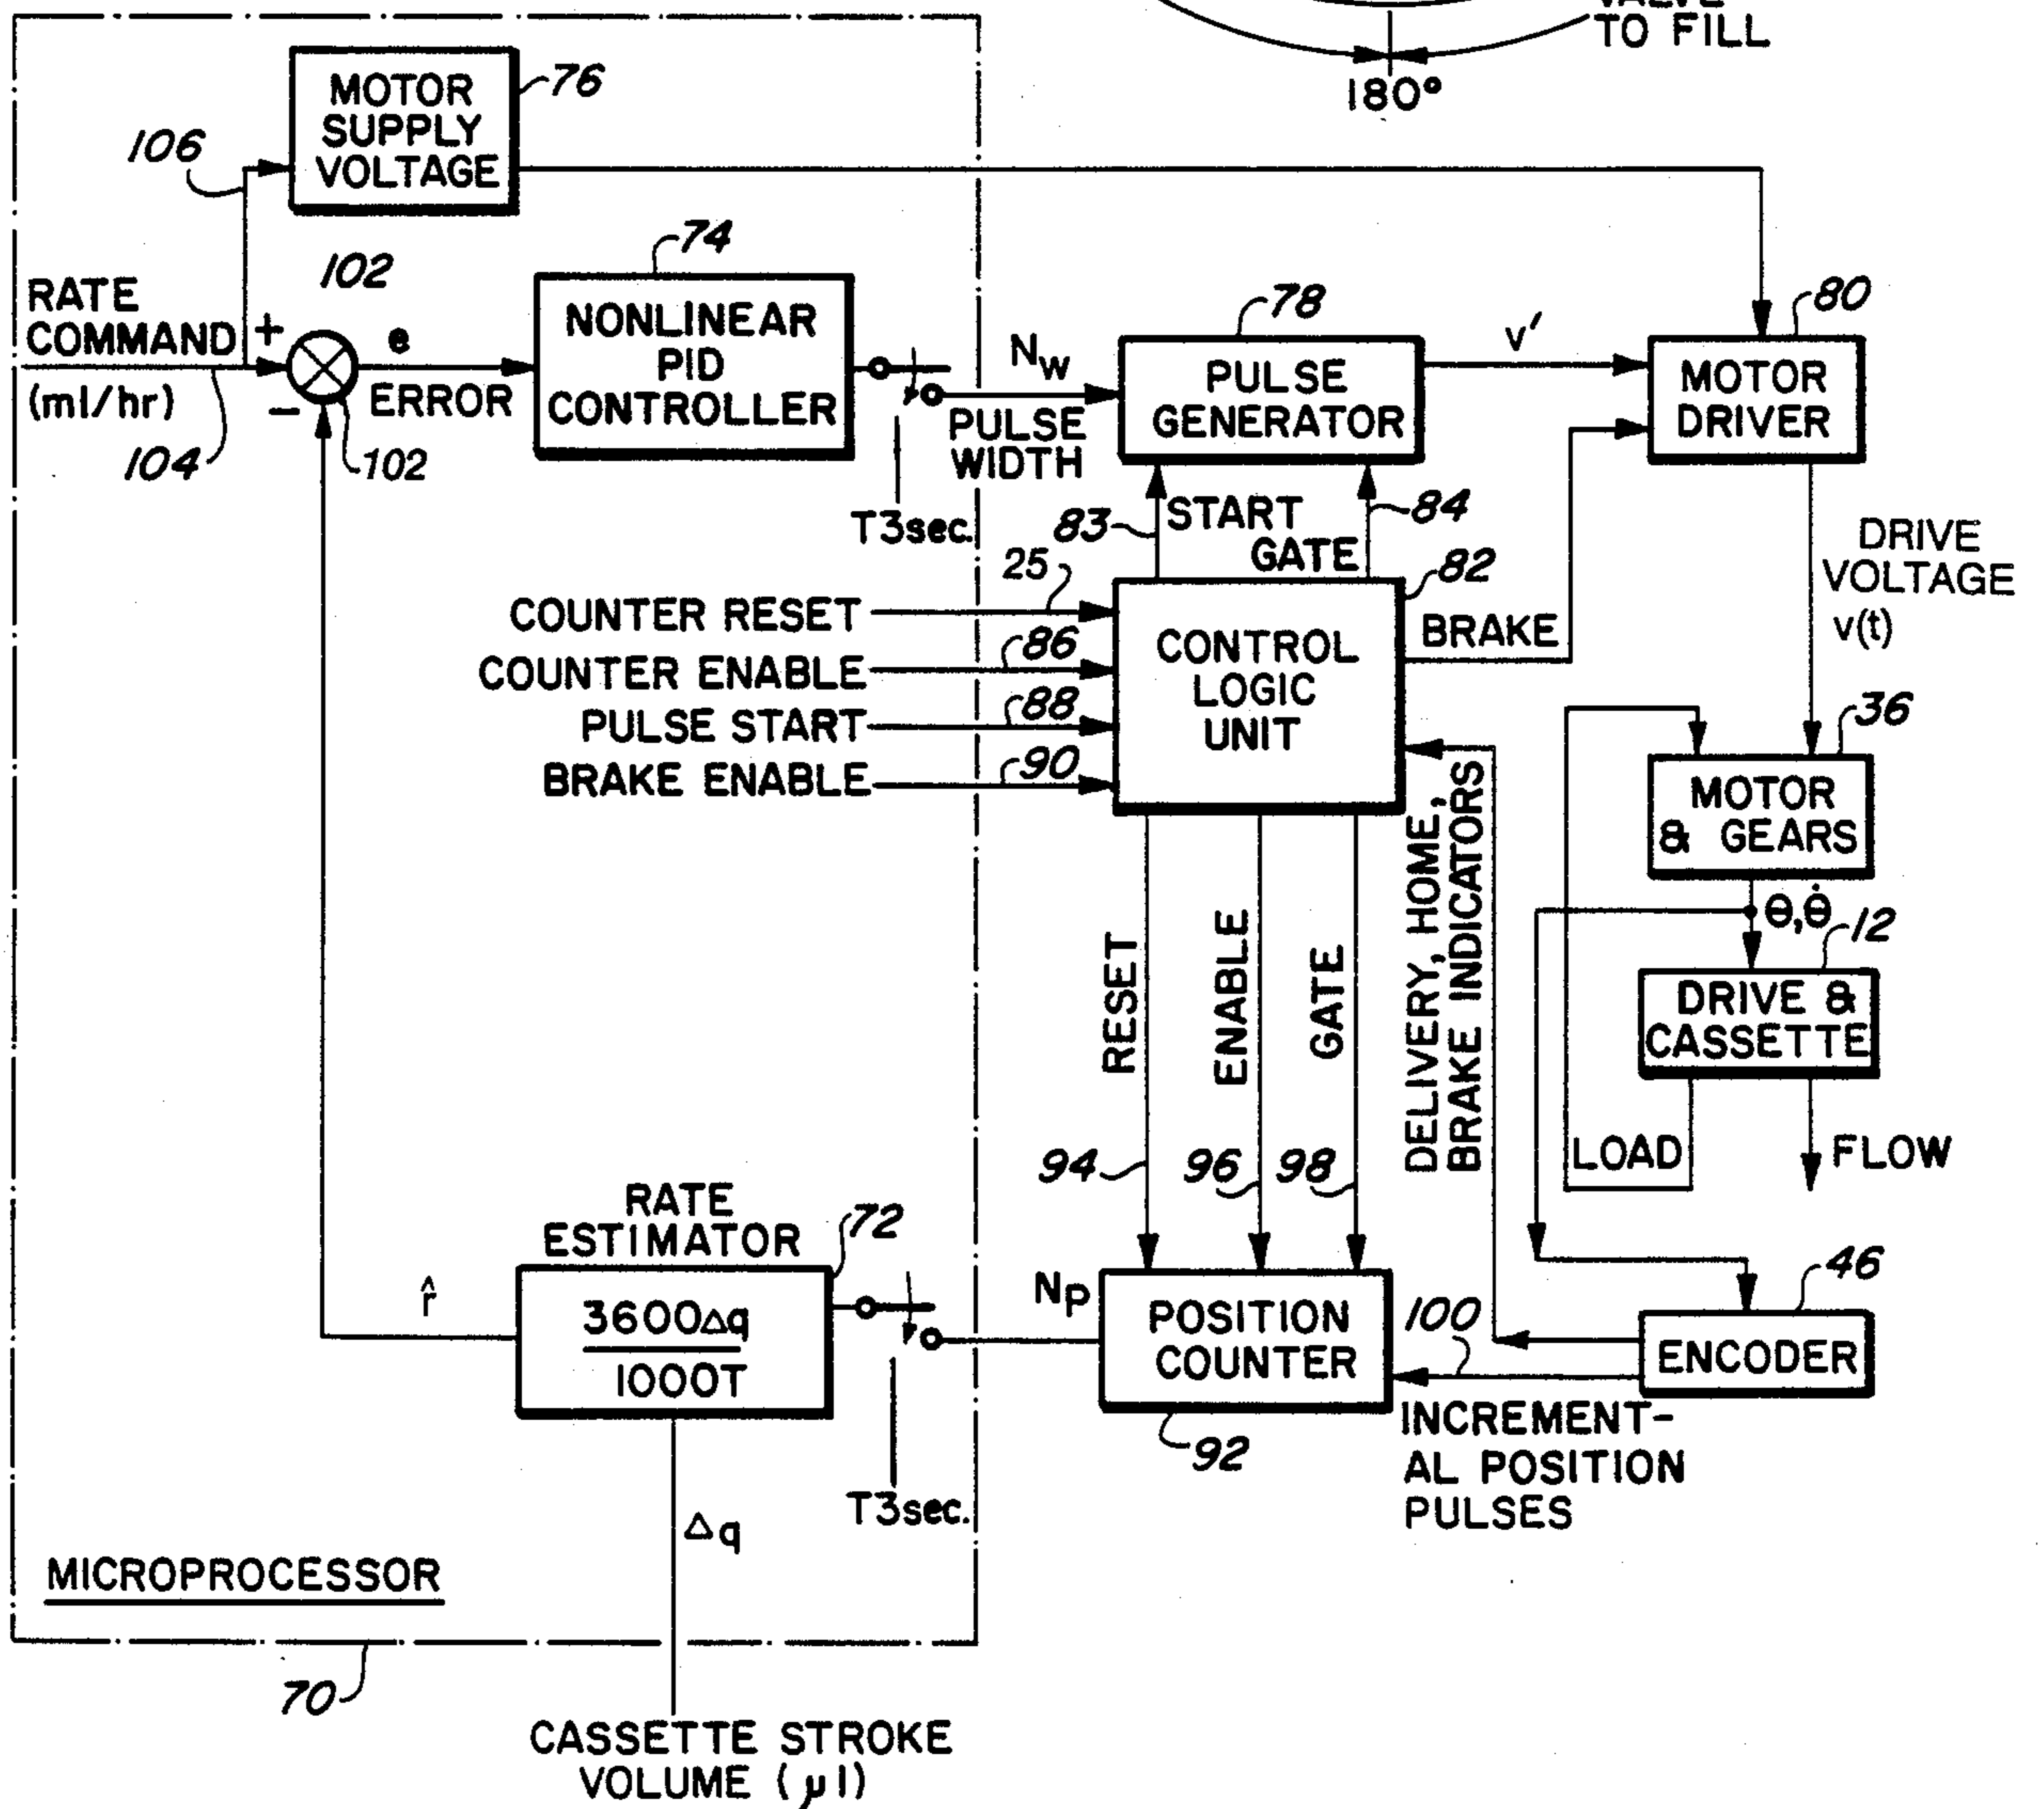 VALVE
TO FILL
180°
MOTOR
SUPPLY
VOLTAGE
76
106
102
RATE
COMMAND
(ml/hr)
+
−
104
102
e
ERROR
74
NONLINEAR
PID
CONTROLLER
T3sec.
Nw
PULSE
WIDTH
78
PULSE
GENERATOR
v'
80
MOTOR
DRIVER
83
START
GATE
84
DRIVE
VOLTAGE
v(t)
COUNTER RESET
25
COUNTER ENABLE
86
PULSE START
88
BRAKE ENABLE
90
82
CONTROL
LOGIC
UNIT
BRAKE
36
MOTOR
& GEARS
θ,θ̇
12
DRIVE &
CASSETTE
LOAD
FLOW
RESET
ENABLE
GATE
DELIVERY, HOME,
BRAKE INDICATORS
94
96
98
RATE
ESTIMATOR
72
3600Δq
1000T
r̂
T3sec.
Np
POSITION
COUNTER
92
100
46
ENCODER
INCREMENT-
AL POSITION
PULSES
Δq
MICROPROCESSOR
70
CASSETTE STROKE
VOLUME (µl)